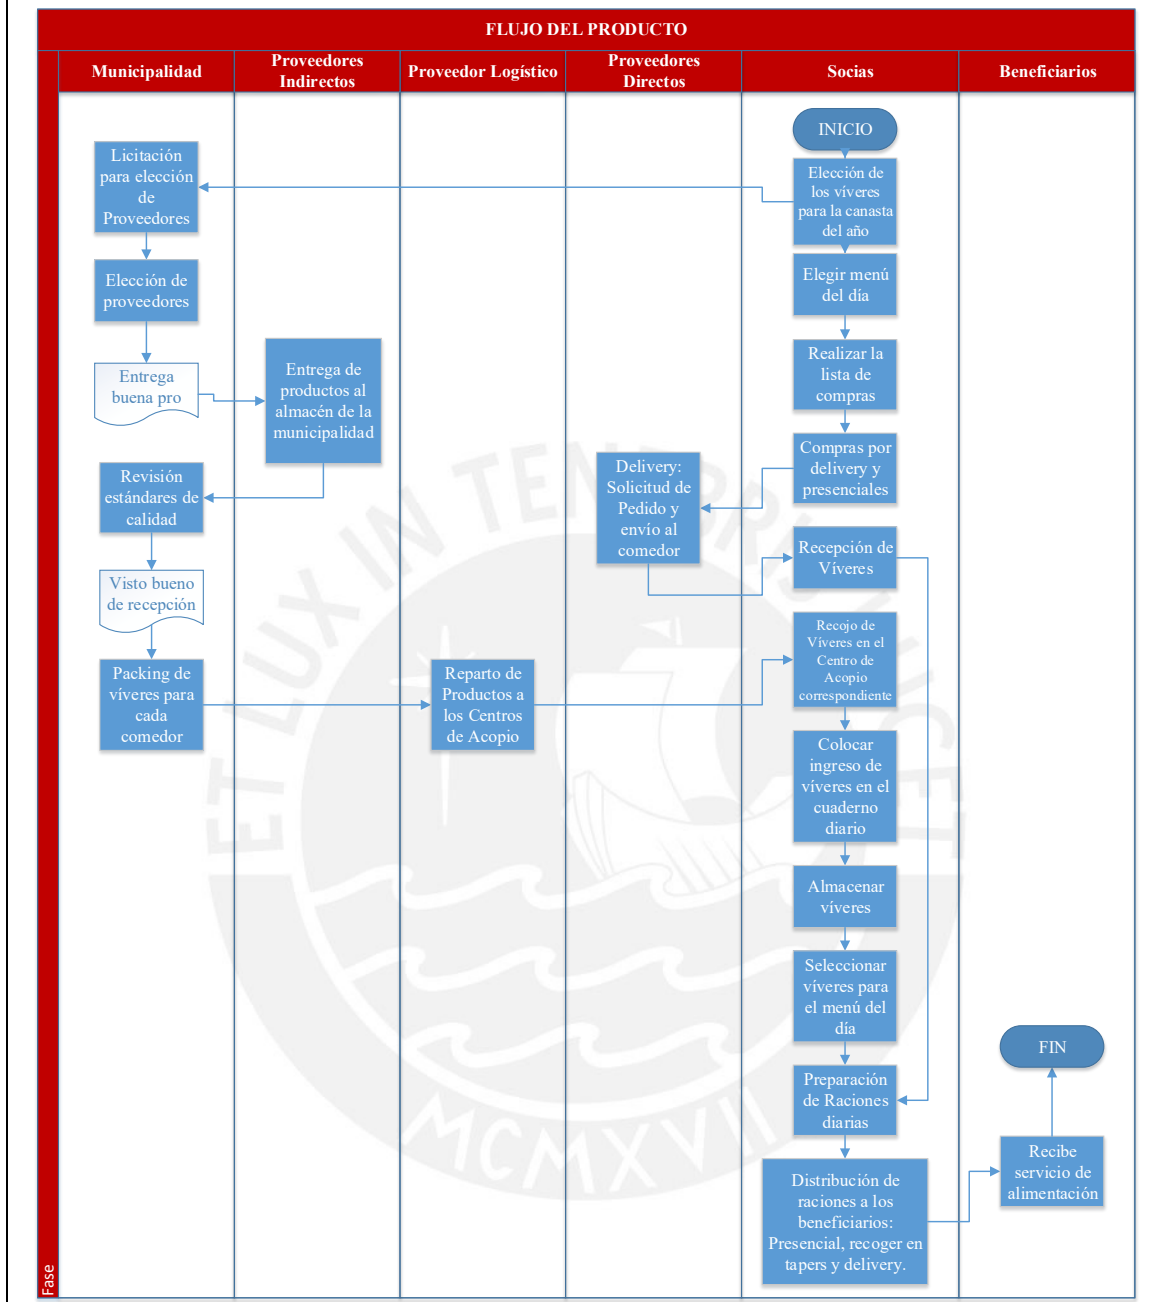 FLUJO DEL PRODUCTO
Municipalidad
Proveedores
Indirectos
Proveedor Logístico
Proveedores
Directos
Socias
Beneficiarios
INICIO
Licitación
para elección
de
Proveedores
Elección de
los víveres
para la canasta
del año
Elección de
proveedores
Elegir menú
del día
Entrega
buena pro
Entrega de
productos al
almacén de la
municipalidad
Realizar la
lista de
compras
Revisión
estándares de
calidad
Delivery:
Solicitud de
Pedido y
envío al
comedor
Compras por
delivery y
presenciales
Visto bueno
de recepción
Recepción de
Víveres
Packing de
víveres para
cada
comedor
Reparto de
Productos a
los Centros
de Acopio
Recojo de
Víveres en el
Centro de
Acopio
correspondiente
Colocar
ingreso de
víveres en el
cuaderno
diario
Almacenar
víveres
Seleccionar
víveres para
el menú del
día
Preparación
de Raciones
diarias
Distribución de
raciones a los
beneficiarios:
Presencial, recoger en
tapers y delivery.
Recibe
servicio de
alimentación
FIN
Fase
ET LUX IN TENEBRIS LVCET
MCMXVII